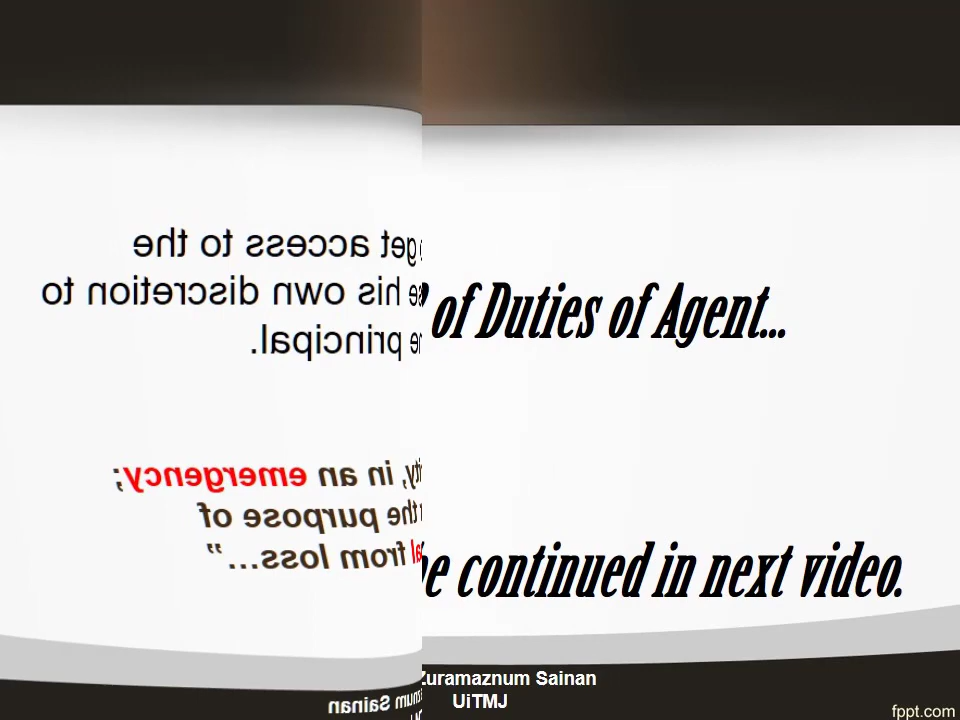 get access to the
his own discretion to
principal.
in an emergency;
the purpose of
from loss…”
of Duties of Agent...
continued in next video.
Zuramaznum Sainan
UiTMJ
Sainan
fppt.com